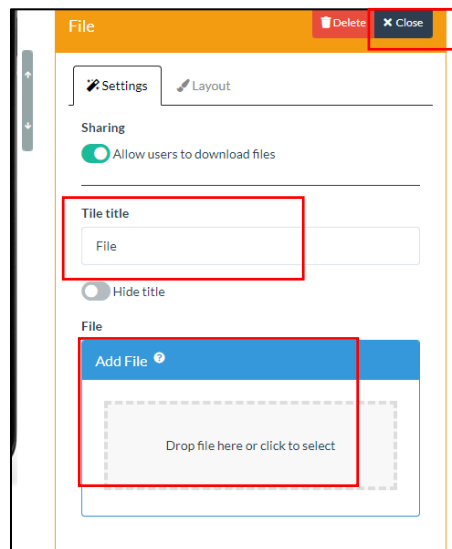 File
Delete
× Close
Settings
Layout
Sharing
Allow users to download files
Tile title
File
Hide title
File
Add File ?
Drop file here or click to select